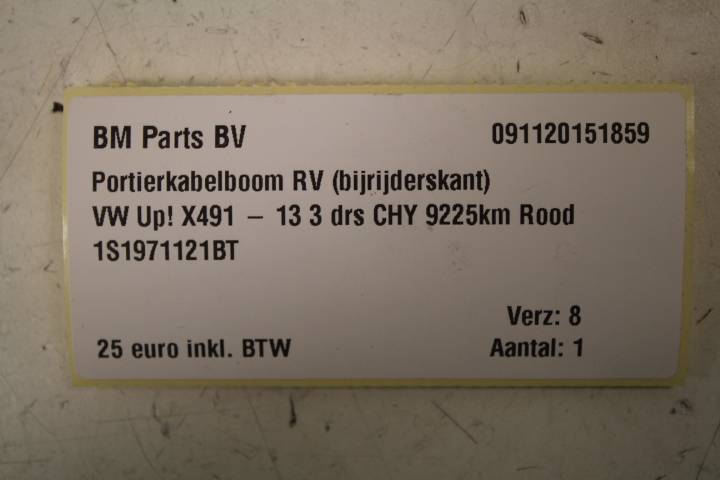 BM Parts BV 091120151859
Portierkabelboom RV (bijrijderskant)
VW Up! X491 – 13 3 drs CHY 9225km Rood
1S1971121BT
Verz: 8
25 euro inkl. BTW Aantal: 1